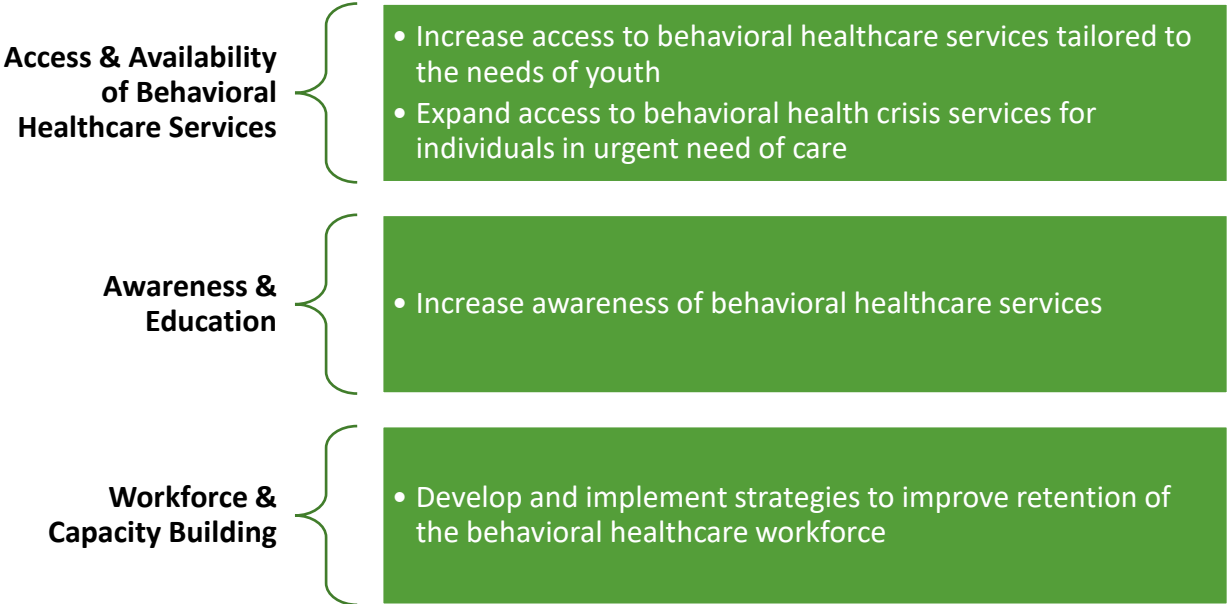 Access & Availability
of Behavioral
Healthcare Services
• Increase access to behavioral healthcare services tailored to
the needs of youth
• Expand access to behavioral health crisis services for
individuals in urgent need of care
Awareness &
Education
• Increase awareness of behavioral healthcare services
Workforce &
Capacity Building
• Develop and implement strategies to improve retention of
the behavioral healthcare workforce